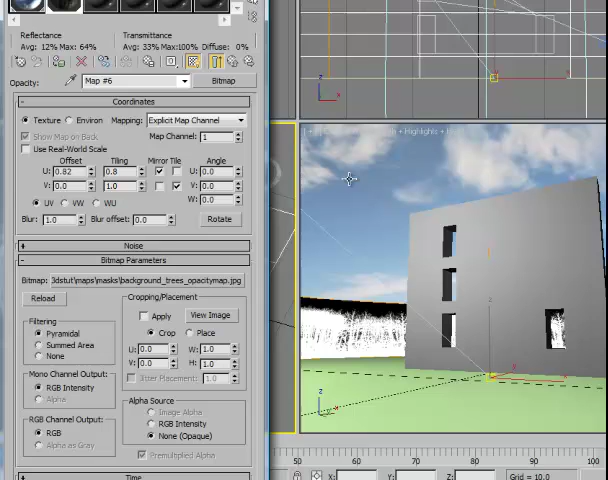 Reflectance
Transmittance
Avg: 12% Max: 64%
Avg: 33% Max:100% Diffuse: 0%
Opacity:
Map #6
Bitmap
Coordinates
Texture
Environ
Mapping:
Explicit Map Channel
Show Map on Back
Map Channel:
1
Use Real-World Scale
Offset
Tiling
Mirror Tile
Angle
U: 0.82
0.8
U: 0.0
V: 0.0
1.0
V: 0.0
W: 0.0
UV
VW
WU
Blur: 1.0
Blur offset: 0.0
Rotate
Noise
Bitmap Parameters
Bitmap:
3dstut/maps/masks/background_trees_opacitymap.jpg
Reload
Cropping/Placement
Apply
View Image
Filtering
Pyramidal
Summed Area
None
Crop
Place
U: 0.0
W: 1.0
V: 0.0
H: 1.0
Jitter Placement: 1.0
Mono Channel Output:
RGB Intensity
Alpha
RGB Channel Output:
RGB
Alpha as Gray
Alpha Source
Image Alpha
RGB Intensity
None (Opaque)
Premultiplied Alpha
Time
+ Highlights +
z
x
z
x
z
x
y
50
60
70
80
90
100
X:
Y:
Z:
Grid = 10.0